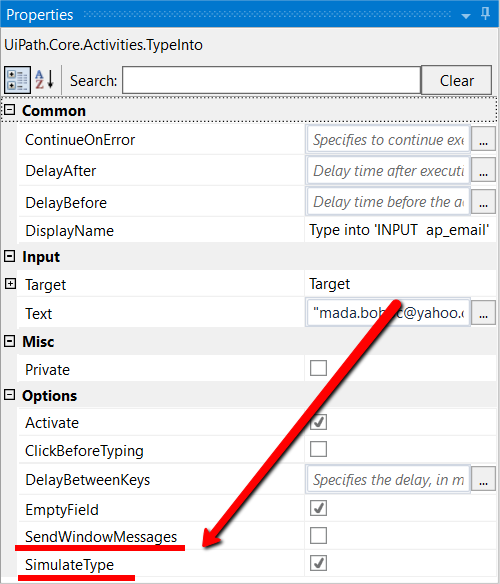 Properties
UiPath.Core.Activities.TypeInto
Search: Clear
Common
ContinueOnError Specifies to continue exe ...
DelayAfter Delay time after executi ...
DelayBefore Delay time before the a ...
DisplayName Type into 'INPUT ap_email'
Input
Target Target
Text ...
Misc
Private
Options
Activate
ClickBeforeTyping
DelayBetweenKeys Specifies the delay, in m ...
EmptyField
SendWindowMessages
SimulateType